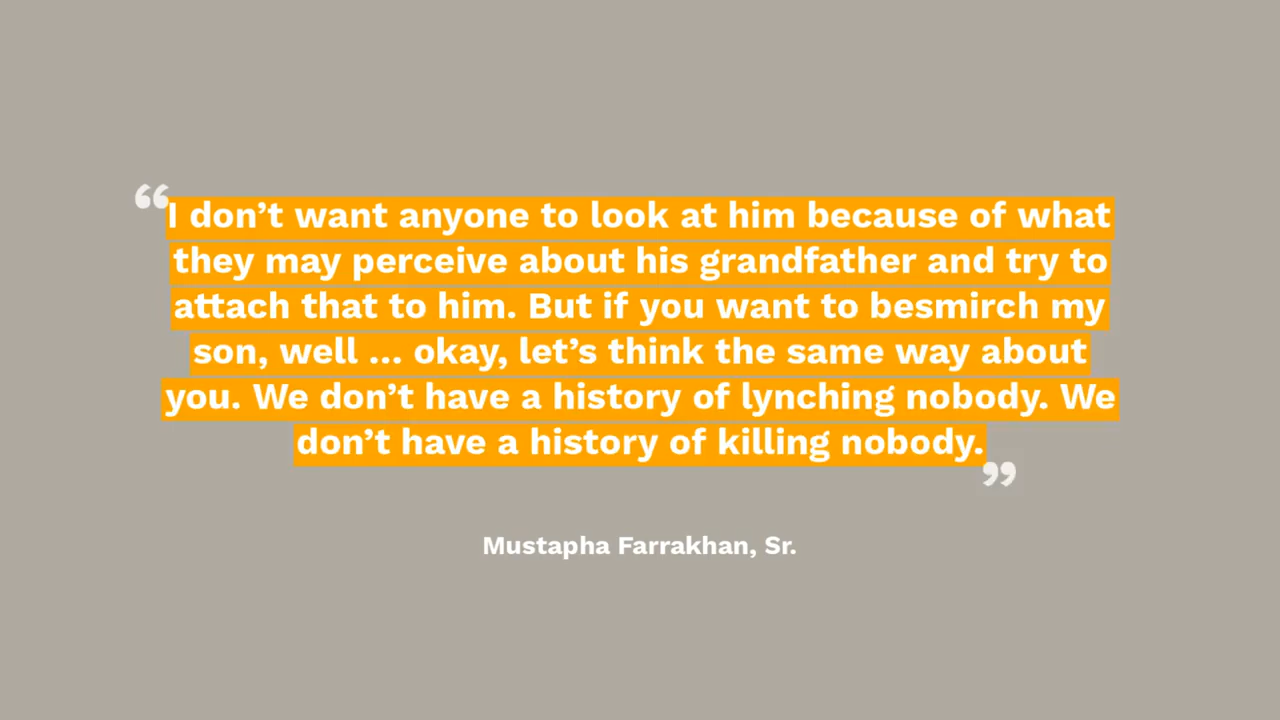 “I don’t want anyone to look at him because of what
they may perceive about his grandfather and try to
attach that to him. But if you want to besmirch my
son, well ... okay, let’s think the same way about
you. We don’t have a history of lynching nobody. We
don’t have a history of killing nobody.”
Mustapha Farrakhan, Sr.